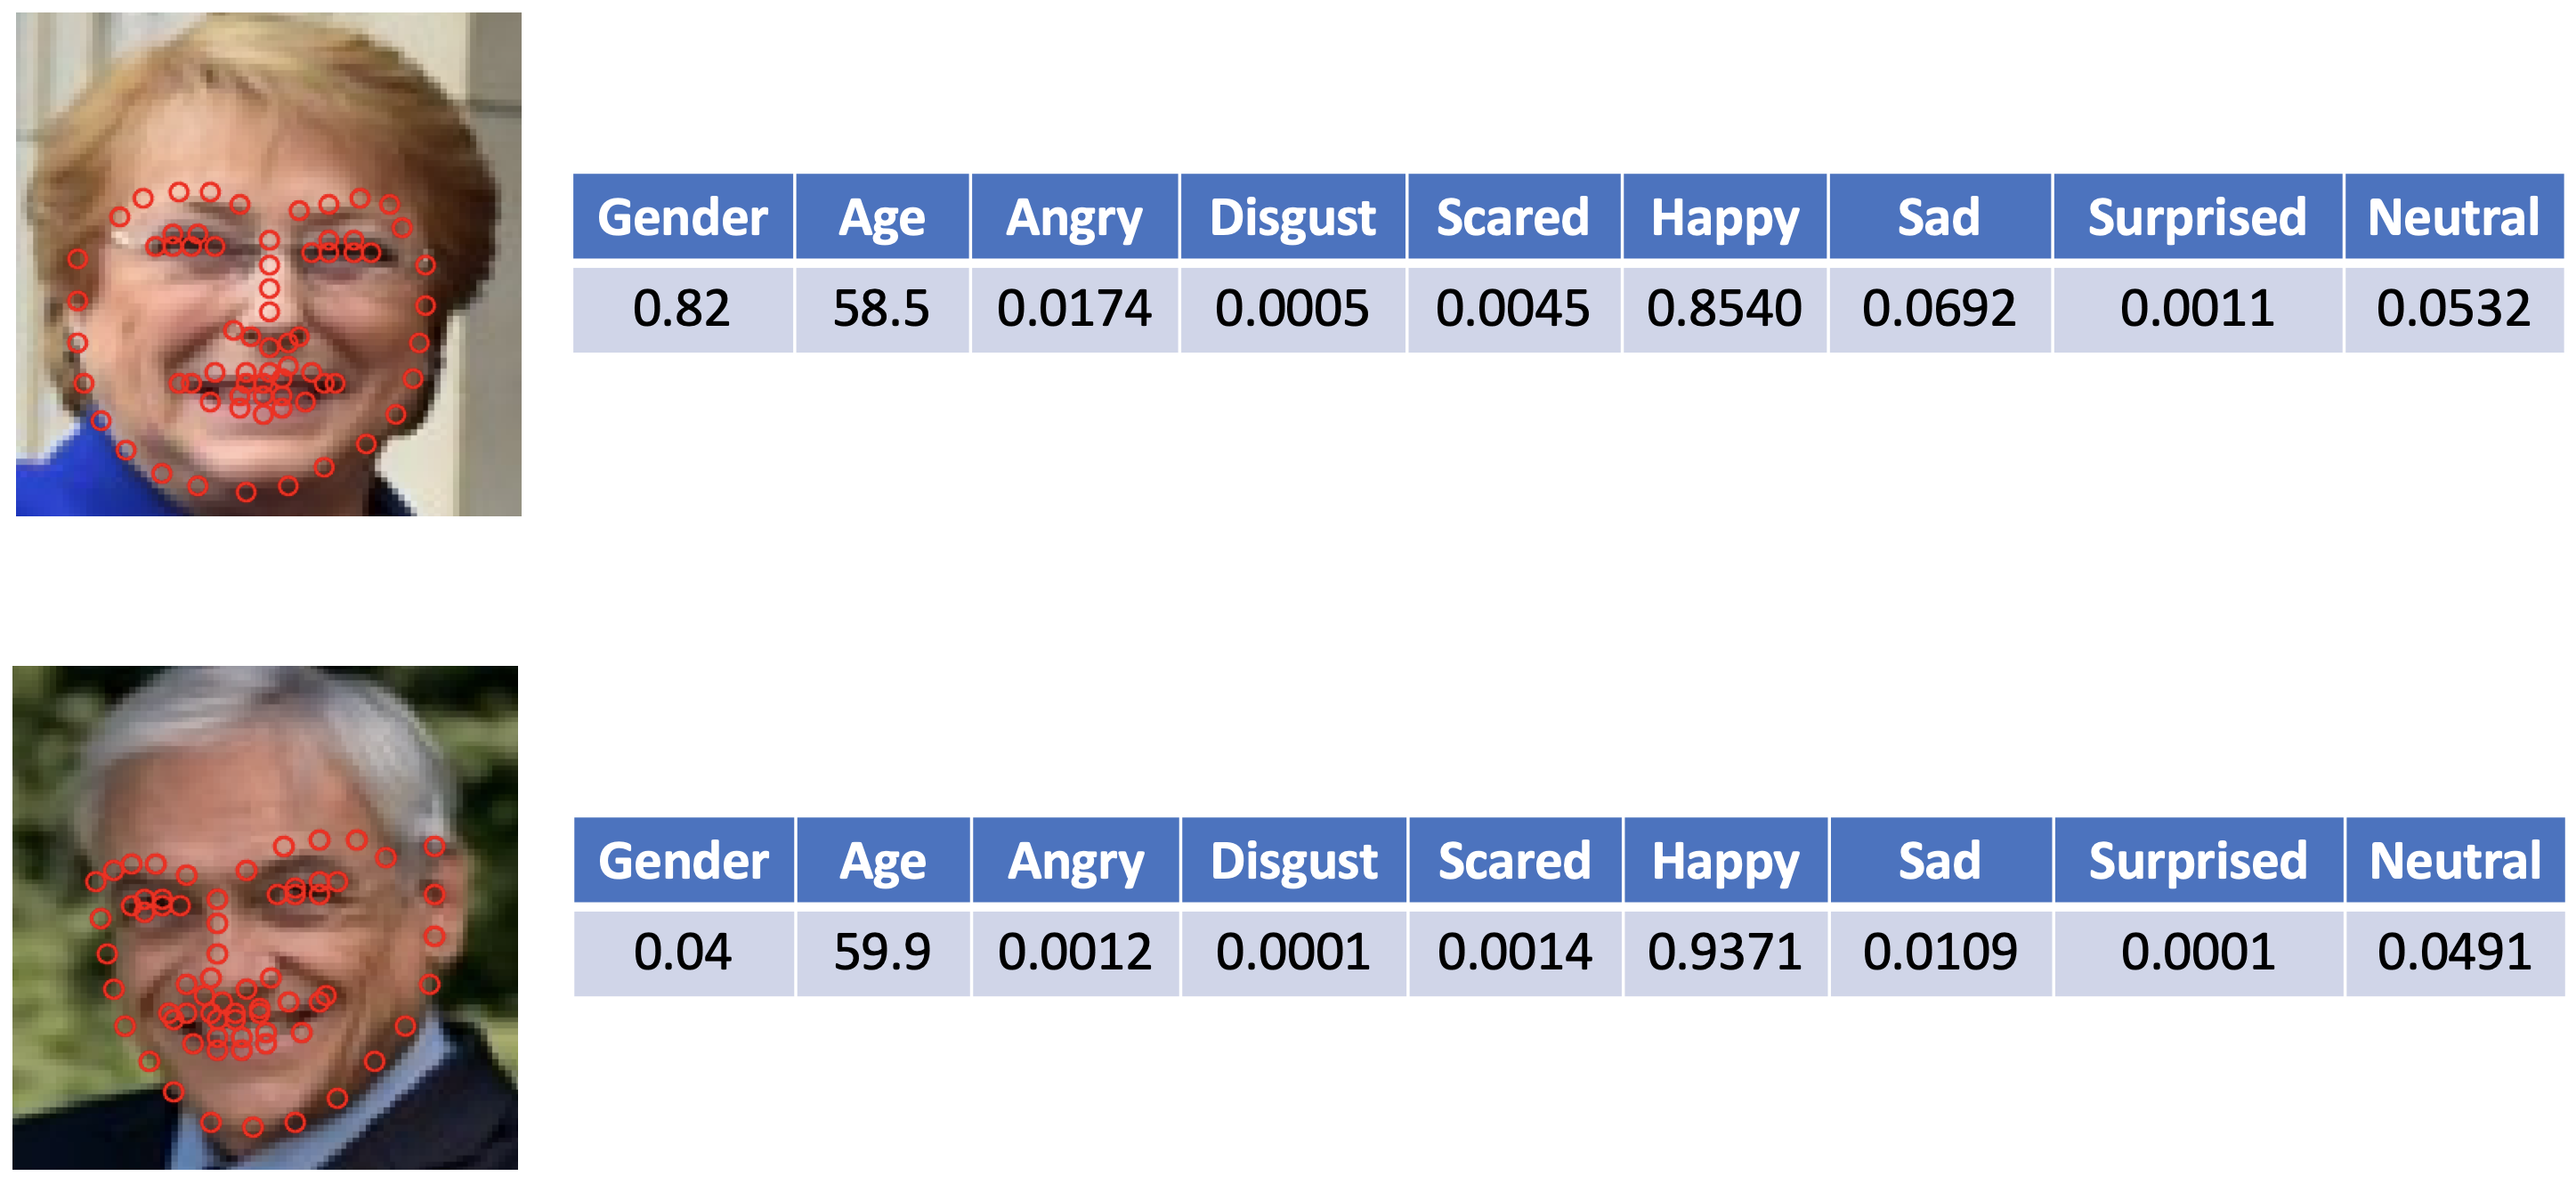 Gender Age Angry Disgust Scared Happy Sad Surprised Neutral
0.82 58.5 0.0174 0.0005 0.0045 0.8540 0.0692 0.0011 0.0532
Gender Age Angry Disgust Scared Happy Sad Surprised Neutral
0.04 59.9 0.0012 0.0001 0.0014 0.9371 0.0109 0.0001 0.0491